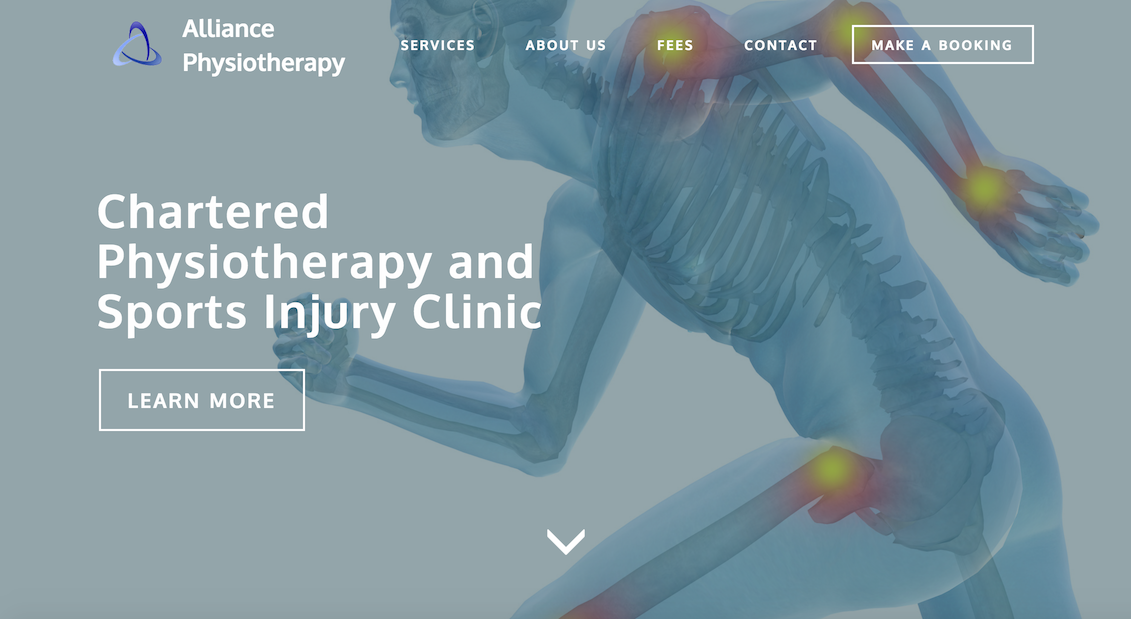 Alliance
Physiotherapy
SERVICES
ABOUT US
FEES
CONTACT
MAKE A BOOKING
Chartered
Physiotherapy and
Sports Injury Clinic
LEARN MORE